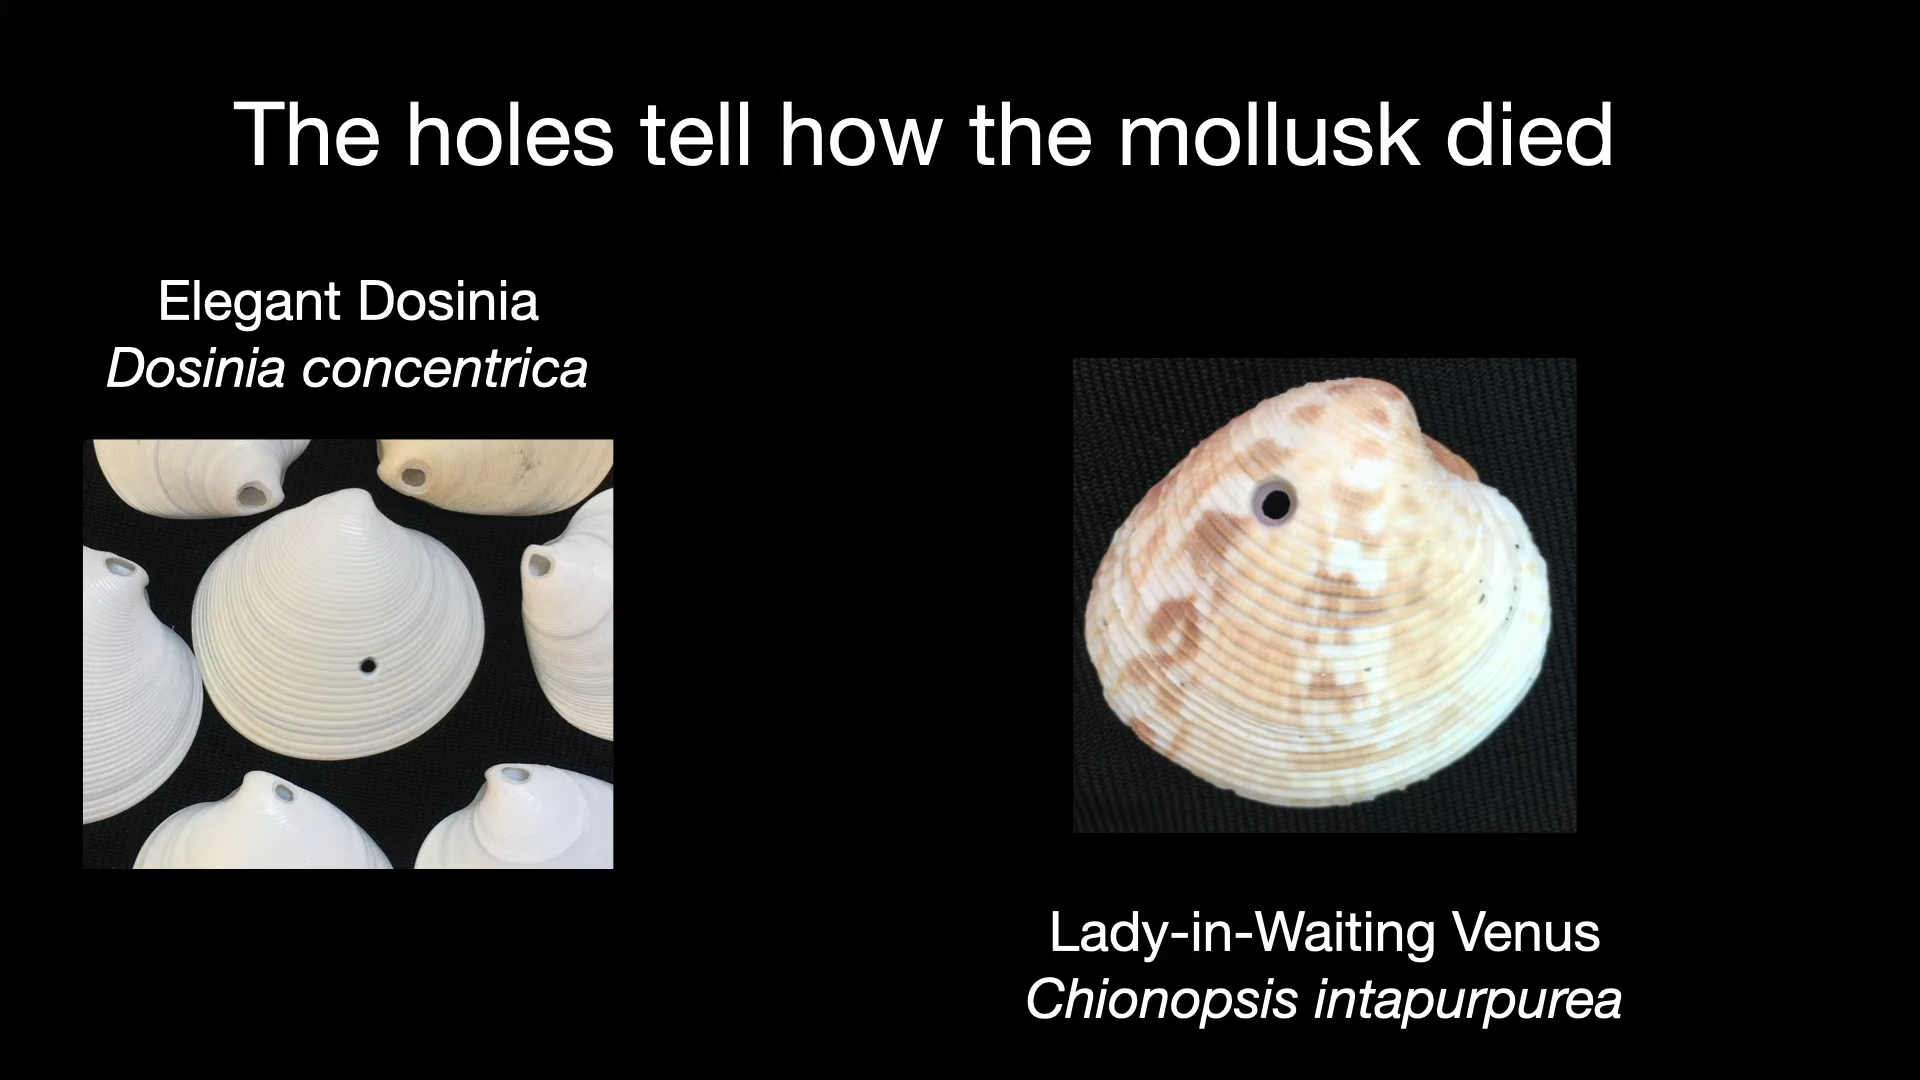 The holes tell how the mollusk died
Elegant Dosinia
Dosinia concentrica
Lady-in-Waiting Venus
Chionopsis intapurpurea